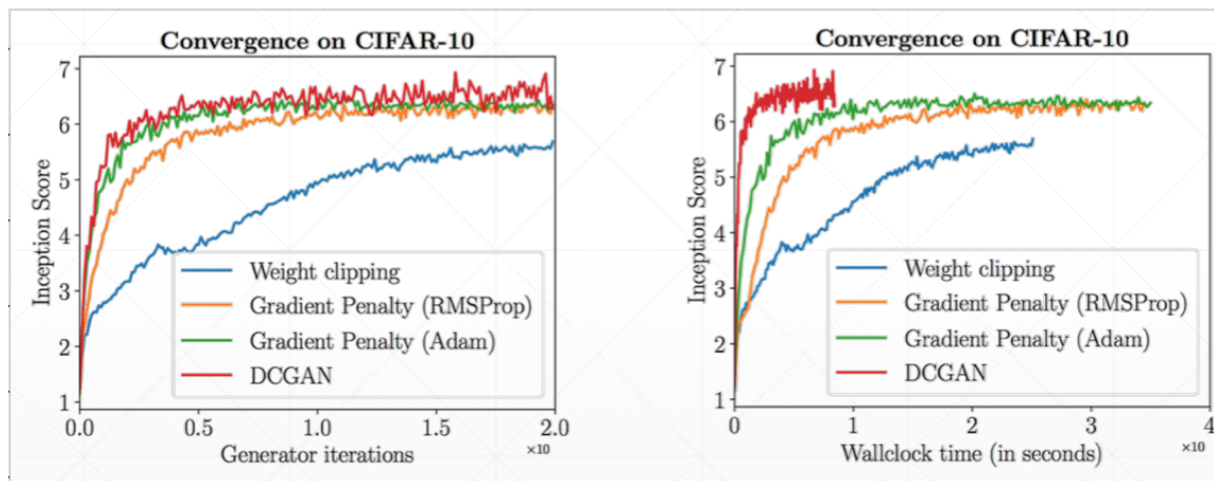 Convergence on CIFAR-10
7
6
5
4
3
2
1
Inception Score
Weight clipping
Gradient Penalty (RMSProp)
Gradient Penalty (Adam)
DCGAN
0.0 0.5 1.0 1.5 2.0
Generator iterations ×10
Convergence on CIFAR-10
7
6
5
4
3
2
1
Inception Score
Weight clipping
Gradient Penalty (RMSProp)
Gradient Penalty (Adam)
DCGAN
0 1 2 3 4
Wallclock time (in seconds) ×10